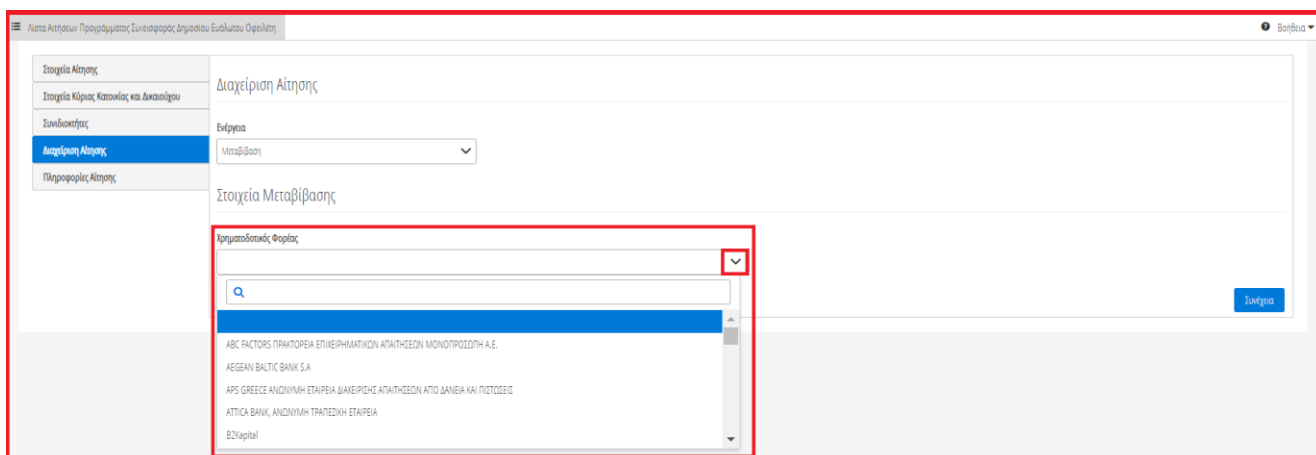 Λίστα Αιτήσεων Προγράμματος Συνεισφοράς Δημοσίου Ευάλωτου Οφειλέτη
Βοήθεια
Στοιχεία Αίτησης
Στοιχεία Κύριας Κατοικίας και Δικαιούχου
Συνιδιοκτήτες
Διαχείριση Αίτησης
Πληροφορίες Αίτησης
Διαχείριση Αίτησης
Ενέργεια
Μεταβίβαση
Στοιχεία Μεταβίβασης
Χρηματοδοτικός Φορέας
ABC FACTORS ΠΡΑΚΤΟΡΕΙΑ ΕΠΙΧΕΙΡΗΜΑΤΙΚΩΝ ΑΠΑΙΤΗΣΕΩΝ ΜΟΝΟΠΡΟΣΩΠΗ Α.Ε.
AEGEAN BALTIC BANK S.A
APS GREECE ΑΝΩΝΥΜΗ ΕΤΑΙΡΕΙΑ ΔΙΑΧΕΙΡΙΣΗΣ ΑΠΑΙΤΗΣΕΩΝ ΑΠΟ ΔΑΝΕΙΑ ΚΑΙ ΠΙΣΤΩΣΕΙΣ
ATTICA BANK, ΑΝΩΝΥΜΗ ΤΡΑΠΕΖΙΚΗ ΕΤΑΙΡΕΙΑ
B2Kapital
Συνέχεια